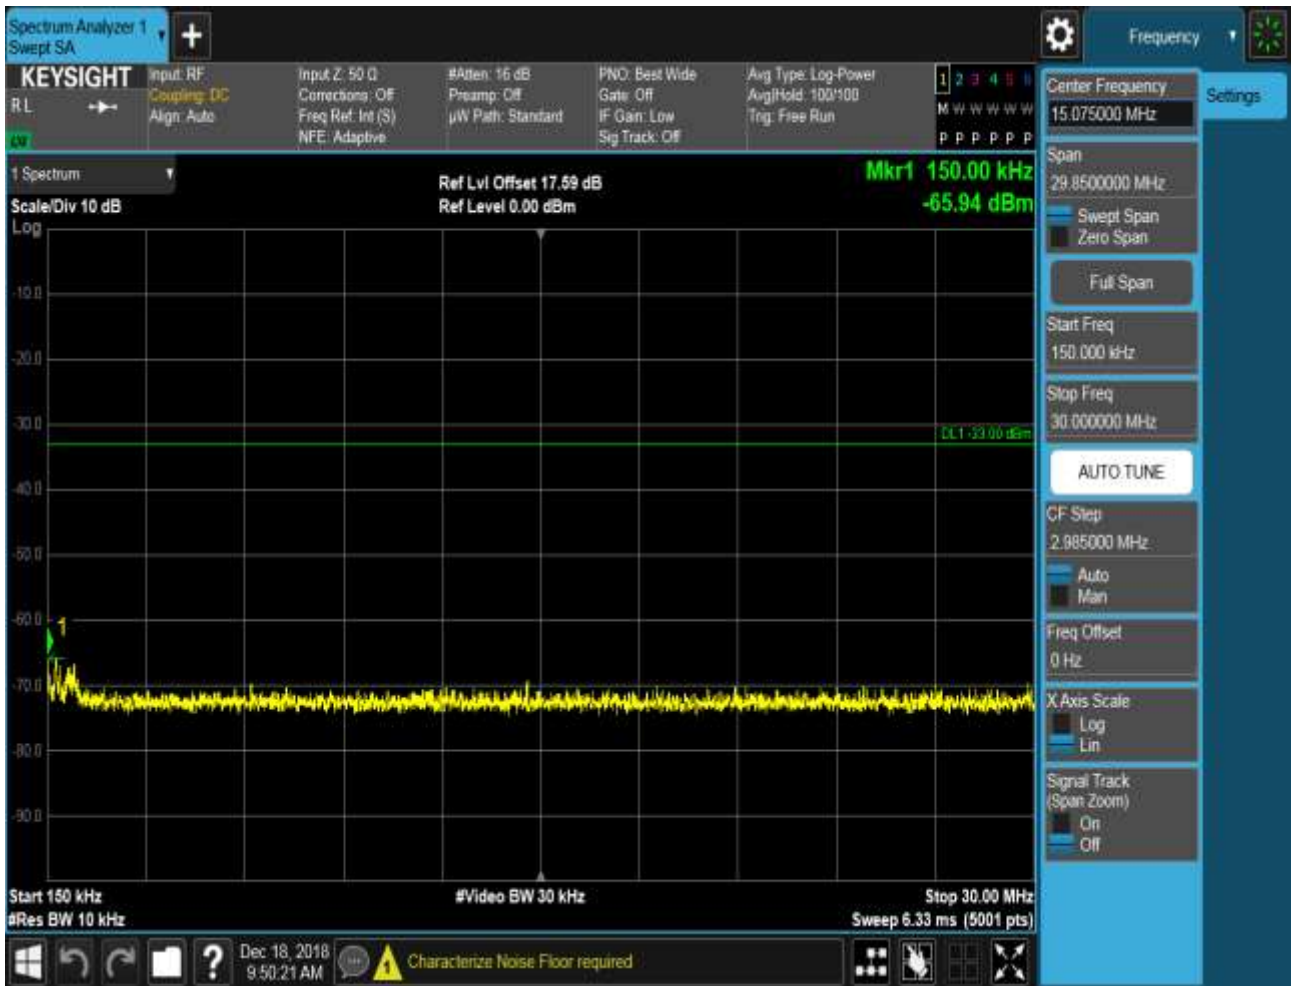 Spectrum Analyzer 1
Swept SA
Frequency
KEYSIGHT
RL
Input: RF
Coupling: DC
Align: Auto
Input Z: 50 Ω
Corrections: Off
Freq Ref: Int (S)
NFE: Adaptive
#Atten: 16 dB
Preamp: Off
µW Path: Standard
PNO: Best Wide
Gate: Off
IF Gain: Low
Sig Track: Off
Avg Type: Log-Power
Avg|Hold: 100/100
Trig: Free Run
1 2 3 4 5 6
M W W W W W
P P P P P P
1 Spectrum
Scale/Div 10 dB
Ref Lvl Offset 17.59 dB
Ref Level 0.00 dBm
Mkr1 150.00 kHz
-65.94 dBm
Log
-10.0
-20.0
-30.0
DL1 -33.00 dBm
-40.0
-50.0
-60.0
1
-70.0
-80.0
-90.0
Start 150 kHz
#Video BW 30 kHz
Stop 30.00 MHz
#Res BW 10 kHz
Sweep 6.33 ms (5001 pts)
Dec 18, 2018
9:50:21 AM
Characterize Noise Floor required
Center Frequency
15.075000 MHz
Settings
Span
29.8500000 MHz
Swept Span
Zero Span
Full Span
Start Freq
150.000 kHz
Stop Freq
30.000000 MHz
AUTO TUNE
CF Step
2.985000 MHz
Auto
Man
Freq Offset
0 Hz
X Axis Scale
Log
Lin
Signal Track
(Span Zoom)
On
Off